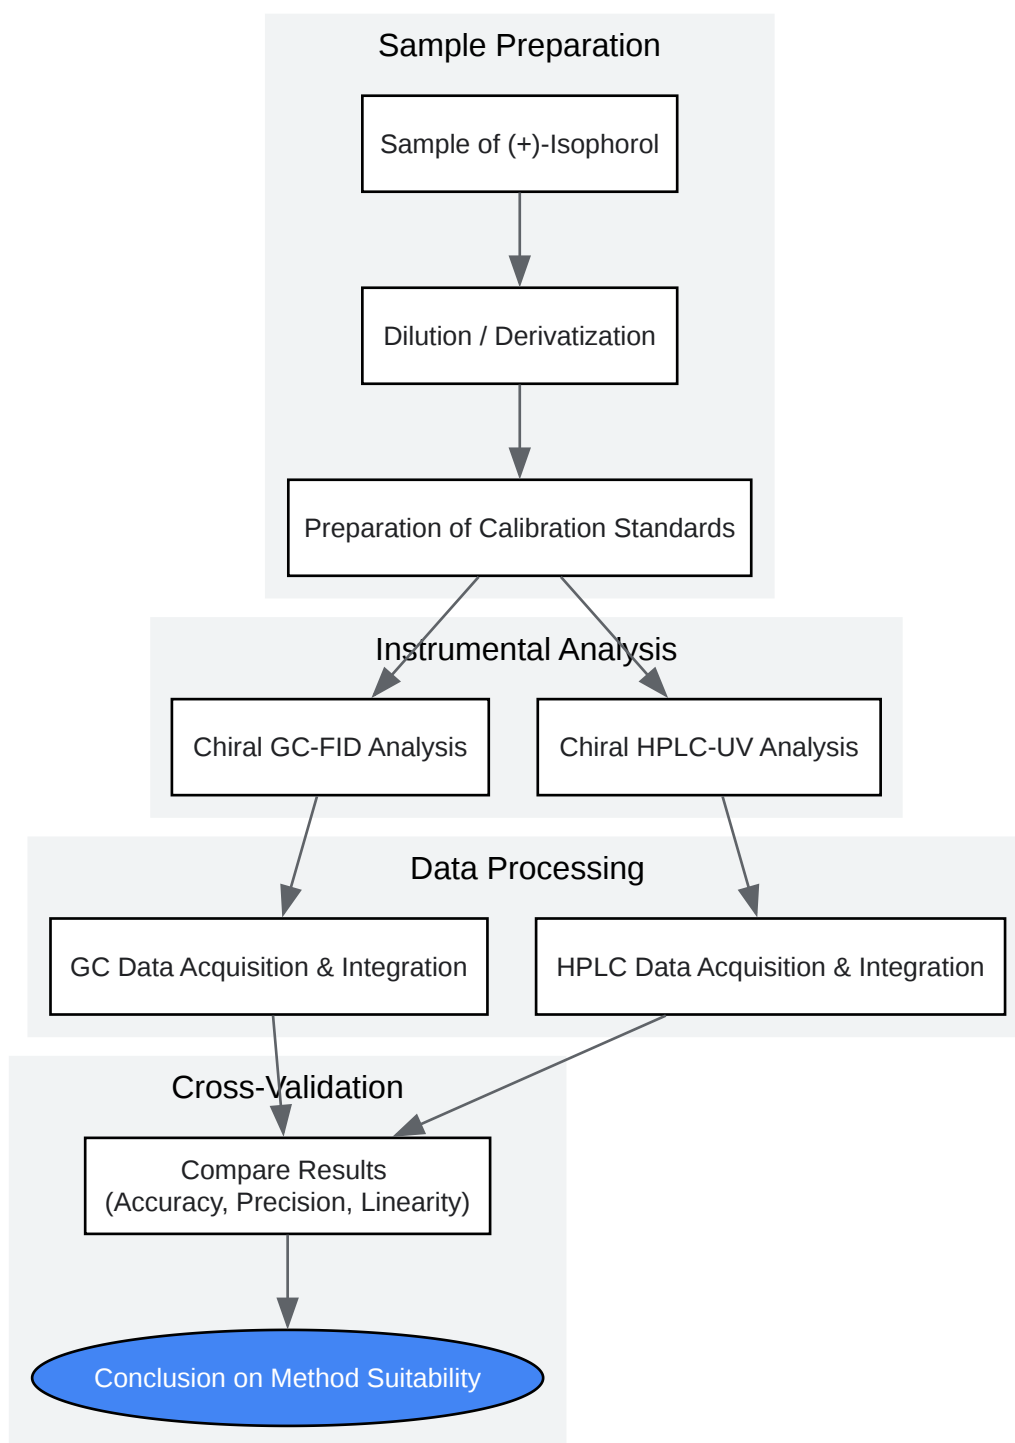 Sample Preparation
Sample of (+)-Isophorol
Dilution / Derivatization
Preparation of Calibration Standards
Instrumental Analysis
Chiral GC-FID Analysis
Chiral HPLC-UV Analysis
Data Processing
GC Data Acquisition & Integration
HPLC Data Acquisition & Integration
Cross-Validation
Compare Results
(Accuracy, Precision, Linearity)
Conclusion on Method Suitability